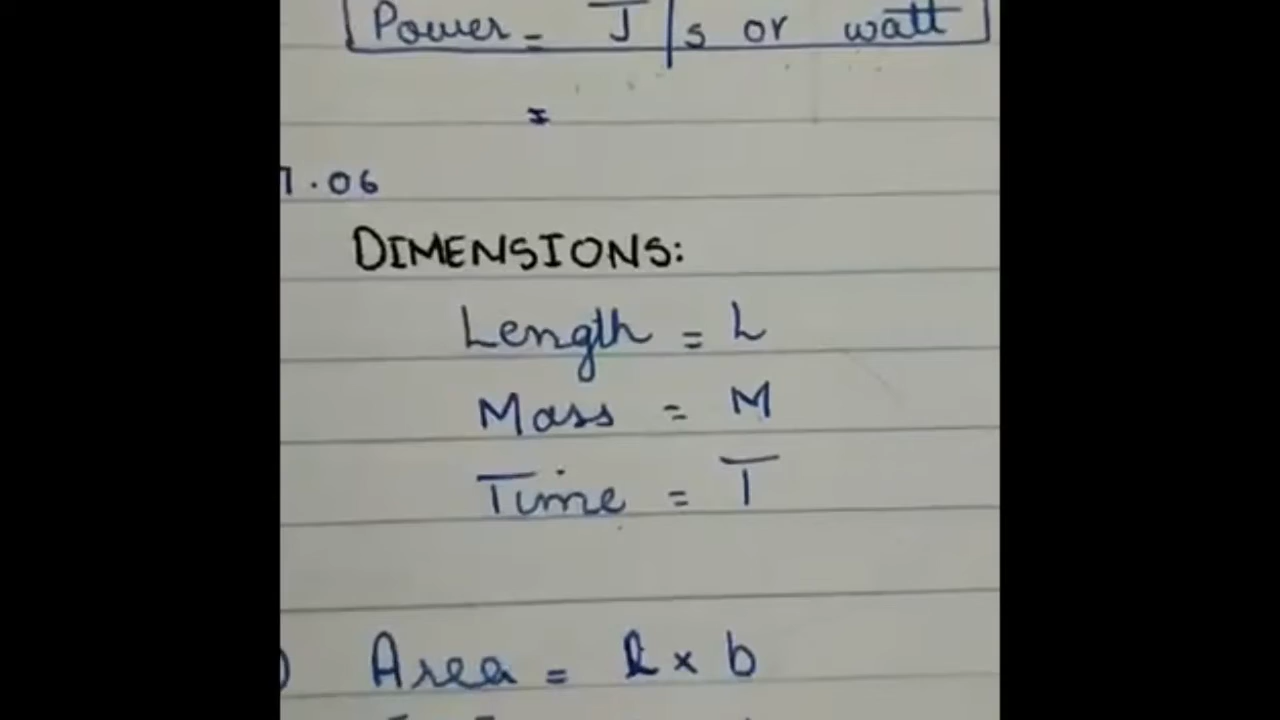 Power = J/s or watt
=
7.06
DIMENSIONS:
Length = L
Mass = M
Time = T
) Area = l × b